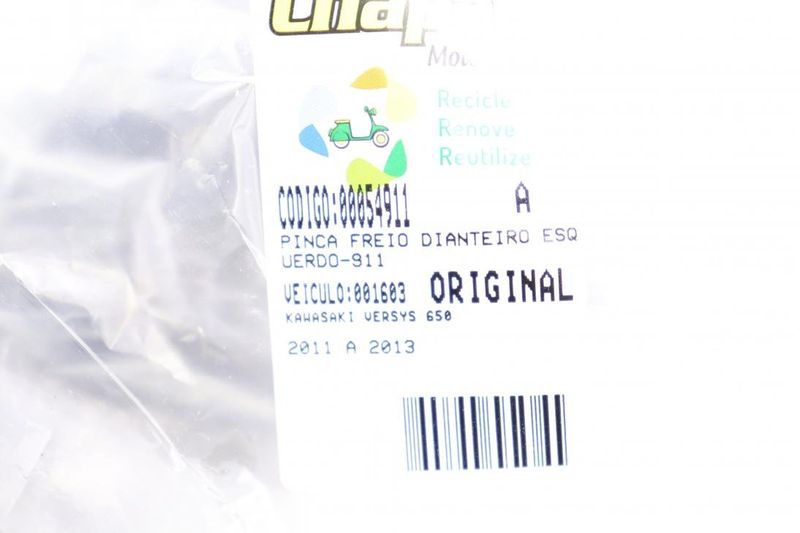 Recicle
Renove
Reutilize
CODIGO:00054911 A
PINCA FREIO DIANTEIRO ESQ
UERDO-911
VEICULO:001603 ORIGINAL
KAWASAKI VERSYS 650
2011 A 2013